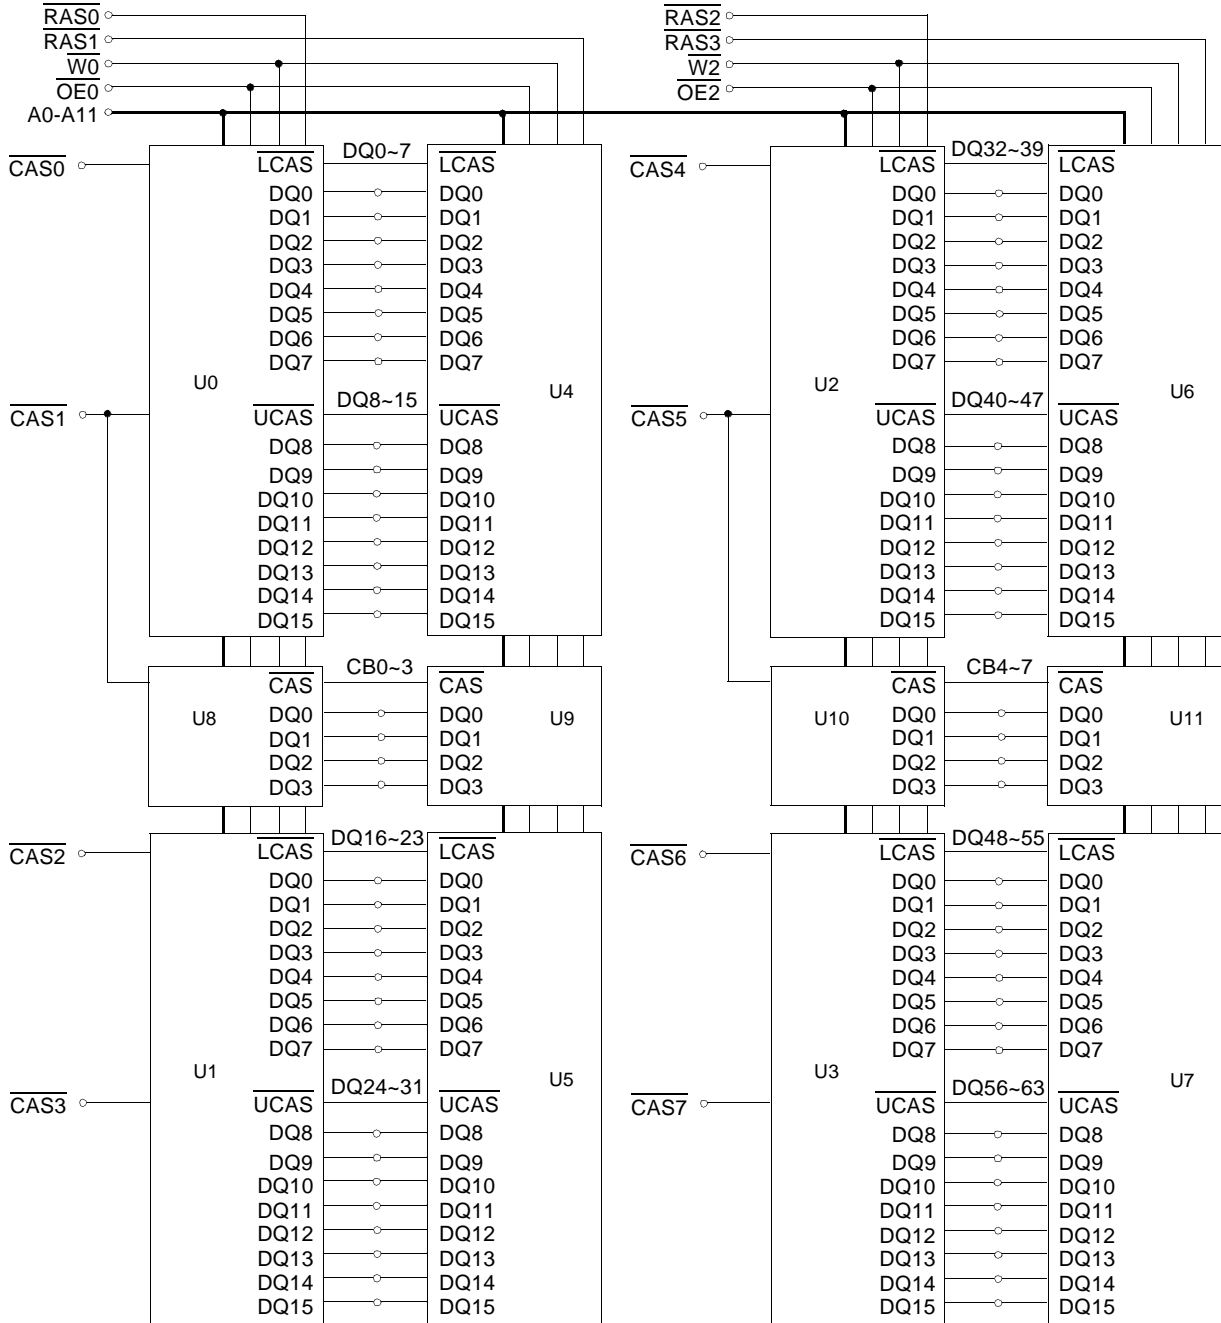 RAS0
RAS1
W0
OE0
A0-A11
RAS2
RAS3
W2
OE2
CAS0
LCAS DQ0~7 LCAS
DQ0 DQ0
DQ1 DQ1
DQ2 DQ2
DQ3 DQ3
DQ4 DQ4
DQ5 DQ5
DQ6 DQ6
DQ7 DQ7
U0 U4
CAS1
UCAS DQ8~15 UCAS
DQ8 DQ8
DQ9 DQ9
DQ10 DQ10
DQ11 DQ11
DQ12 DQ12
DQ13 DQ13
DQ14 DQ14
DQ15 DQ15
CAS CB0~3 CAS
U8 U9
DQ0 DQ0
DQ1 DQ1
DQ2 DQ2
DQ3 DQ3
CAS2
LCAS DQ16~23 LCAS
DQ0 DQ0
DQ1 DQ1
DQ2 DQ2
DQ3 DQ3
DQ4 DQ4
DQ5 DQ5
DQ6 DQ6
DQ7 DQ7
U1 U5
CAS3
UCAS DQ24~31 UCAS
DQ8 DQ8
DQ9 DQ9
DQ10 DQ10
DQ11 DQ11
DQ12 DQ12
DQ13 DQ13
DQ14 DQ14
DQ15 DQ15
CAS4
LCAS DQ32~39 LCAS
DQ0 DQ0
DQ1 DQ1
DQ2 DQ2
DQ3 DQ3
DQ4 DQ4
DQ5 DQ5
DQ6 DQ6
DQ7 DQ7
U2 U6
CAS5
UCAS DQ40~47 UCAS
DQ8 DQ8
DQ9 DQ9
DQ10 DQ10
DQ11 DQ11
DQ12 DQ12
DQ13 DQ13
DQ14 DQ14
DQ15 DQ15
CAS CB4~7 CAS
U10 U11
DQ0 DQ0
DQ1 DQ1
DQ2 DQ2
DQ3 DQ3
CAS6
LCAS DQ48~55 LCAS
DQ0 DQ0
DQ1 DQ1
DQ2 DQ2
DQ3 DQ3
DQ4 DQ4
DQ5 DQ5
DQ6 DQ6
DQ7 DQ7
U3 U7
CAS7
UCAS DQ56~63 UCAS
DQ8 DQ8
DQ9 DQ9
DQ10 DQ10
DQ11 DQ11
DQ12 DQ12
DQ13 DQ13
DQ14 DQ14
DQ15 DQ15